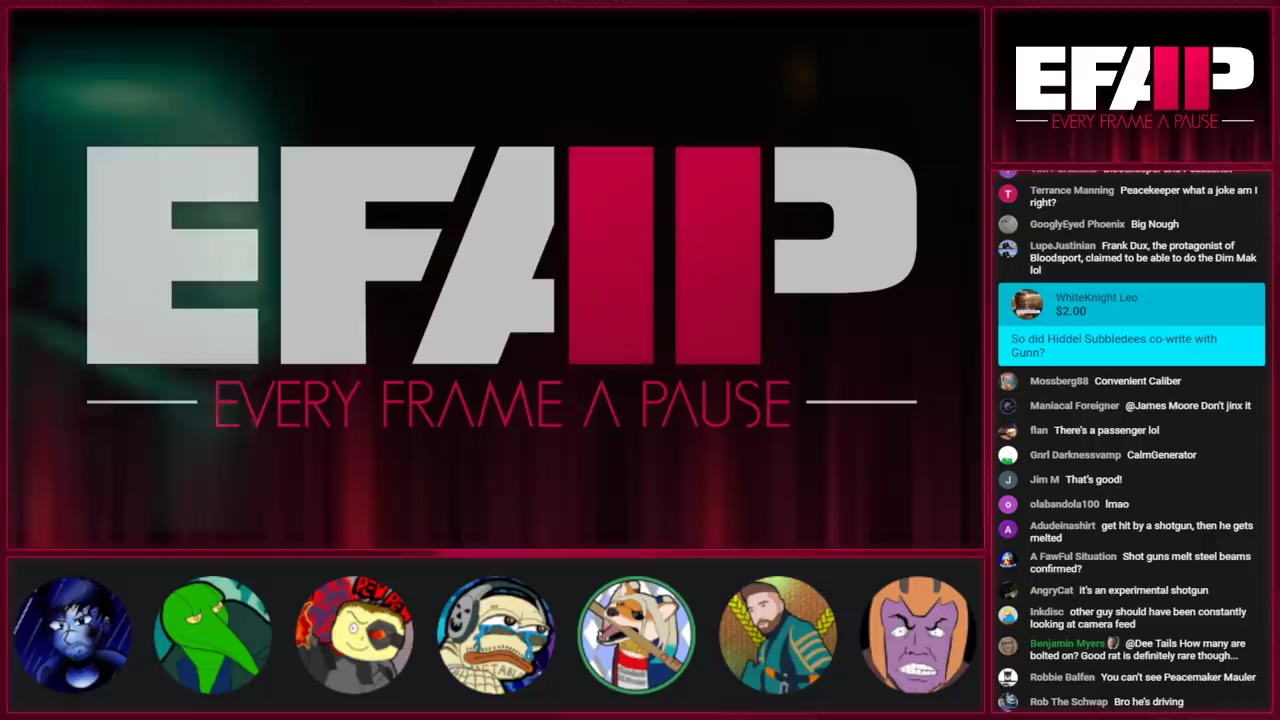 EFAP
EVERY FRAME A PAUSE
EFAP
EVERY FRAME A PAUSE
Terrance Manning Peacekeeper what a joke am I
right?
GooglyEyed Phoenix Big Nough
LupeJustinian Frank Dux, the protagonist of
Bloodsport, claimed to be able to do the Dim Mak
lol
WhiteKnight Leo
$2.00
So did Hiddel Subbledees co-write with
Gunn?
Mossberg88 Convenient Caliber
Maniacal Foreigner @James Moore Don't jinx it
flan There's a passenger lol
Gnrl Darknessvamp CalmGenerator
J Jim M That's good!
o olabandola100 lmao
A Adudeinashirt get hit by a shotgun, then he gets
melted
A FawFul Situation Shot guns melt steel beams
confirmed?
AngryCat it's an experimental shotgun
Inkdisc other guy should have been constantly
looking at camera feed
Benjamin Myers @Dee Tails How many are
bolted on? Good rat is definitely rare though...
Robbie Balfen You can't see Peacemaker Mauler
Rob The Schwap Bro he's driving